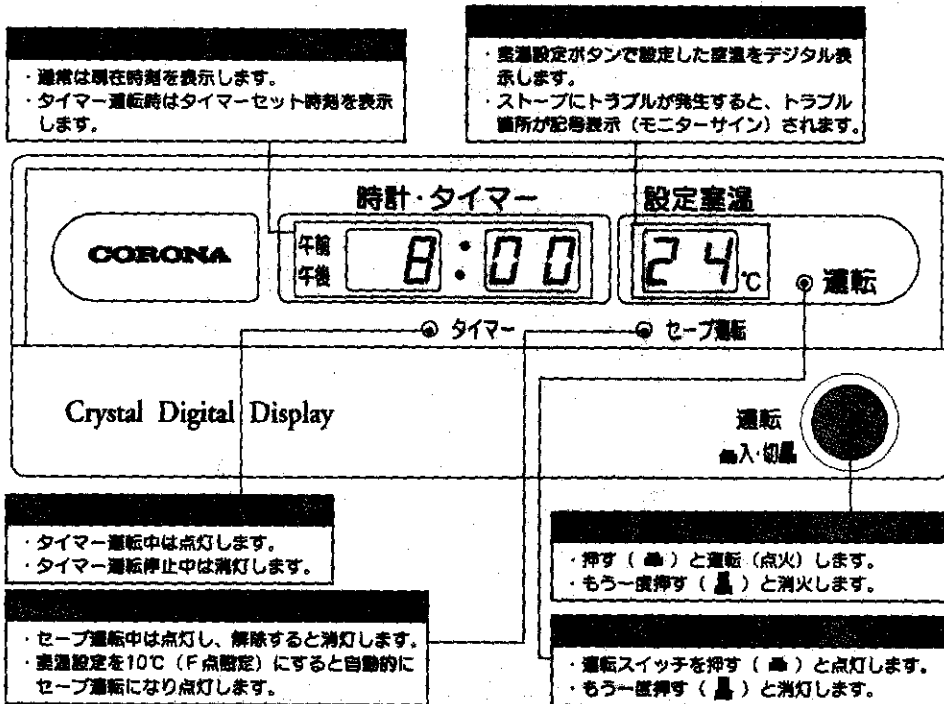 ・通常は現在時刻を表示します。
・タイマー運転時はタイマーセット時刻を表示
します。
・室温設定ボタンで設定した室温をデジタル表
示します。
・ストーブにトラブルが発生すると、トラブル
箇所が記号表示（モニターサイン）されます。
時計・タイマー
設定室温
CORONA
午前
午後
8:00
24℃
運転
タイマー
セーブ運転
Crystal Digital Display
運転
入・切
・タイマー運転中は点灯します。
・タイマー運転停止中は消灯します。
・押す（ ）と運転（点火）します。
・もう一度押す（ ）と消火します。
・セーブ運転中は点灯し、解除すると消灯します。
・室温設定を10℃（F点設定）にすると自動的に
セーブ運転になり点灯します。
・運転スイッチを押す（ ）と点灯します。
・もう一度押す（ ）と消灯します。